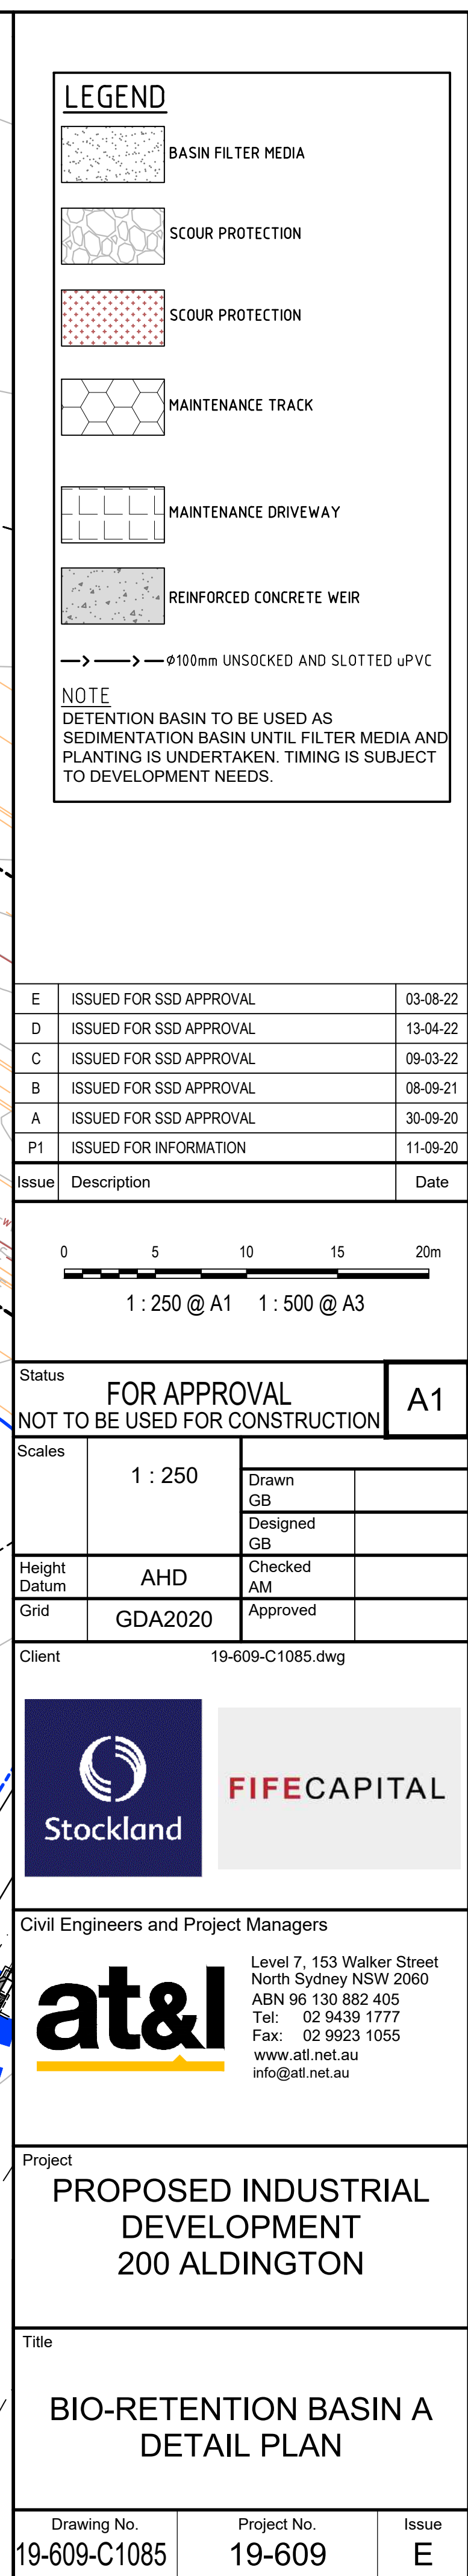 LEGEND
BASIN FILTER MEDIA
SCOUR PROTECTION
SCOUR PROTECTION
MAINTENANCE TRACK
MAINTENANCE DRIVEWAY
REINFORCED CONCRETE WEIR
Ø100mm UNSOCKED AND SLOTTED uPVC
NOTE
DETENTION BASIN TO BE USED AS
SEDIMENTATION BASIN UNTIL FILTER MEDIA AND
PLANTING IS UNDERTAKEN. TIMING IS SUBJECT
TO DEVELOPMENT NEEDS.
E ISSUED FOR SSD APPROVAL 03-08-22
D ISSUED FOR SSD APPROVAL 13-04-22
C ISSUED FOR SSD APPROVAL 09-03-22
B ISSUED FOR SSD APPROVAL 08-09-21
A ISSUED FOR SSD APPROVAL 30-09-20
P1 ISSUED FOR INFORMATION 11-09-20
Issue Description Date
0 5 10 15 20m
1 : 250 @ A1 1 : 500 @ A3
Status
FOR APPROVAL
NOT TO BE USED FOR CONSTRUCTION
A1
Scales
1 : 250
Drawn
GB
Designed
GB
Height
Datum
AHD
Checked
AM
Grid
GDA2020
Approved
Client 19-609-C1085.dwg
Stockland
FIFECAPITAL
Civil Engineers and Project Managers
at&l
Level 7, 153 Walker Street
North Sydney NSW 2060
ABN 96 130 882 405
Tel: 02 9439 1777
Fax: 02 9923 1055
www.atl.net.au
info@atl.net.au
Project
PROPOSED INDUSTRIAL
DEVELOPMENT
200 ALDINGTON
Title
BIO-RETENTION BASIN A
DETAIL PLAN
Drawing No. Project No. Issue
19-609-C1085 19-609 E